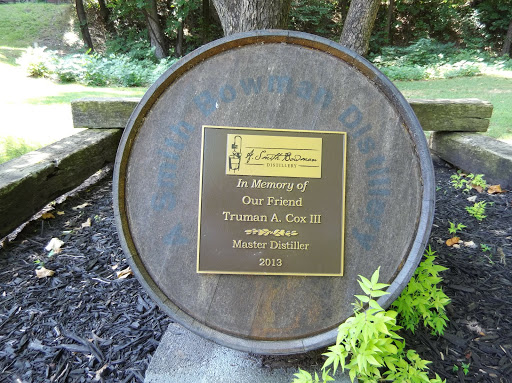 A Smith Bowman Distillery
A. Smith Bowman
DISTILLERY
In Memory of
Our Friend
Truman A. Cox III
Master Distiller
2013